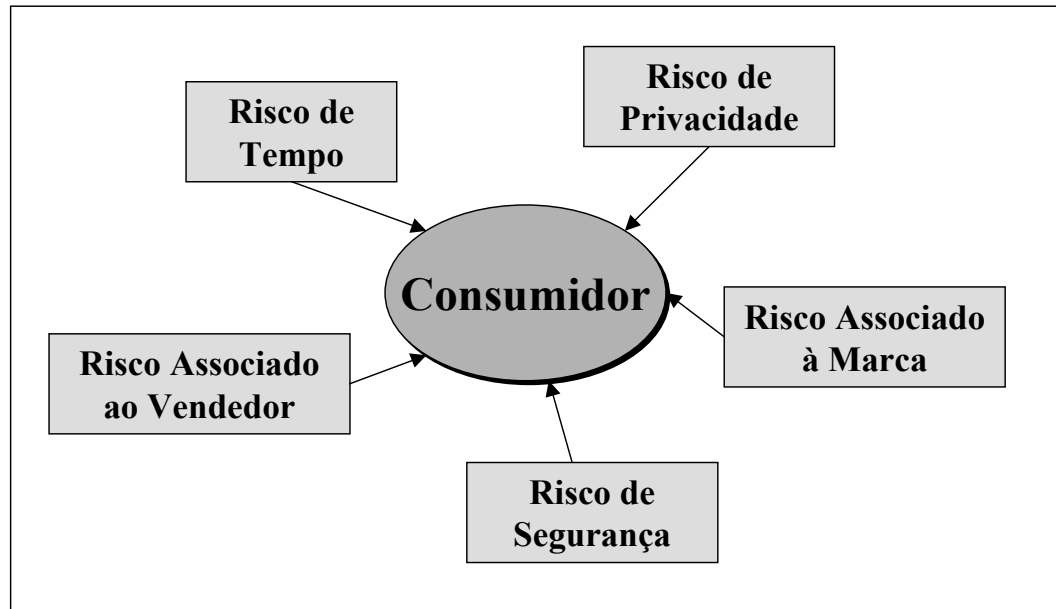 Risco de
Tempo
Risco de
Privacidade
Consumidor
Risco Associado
à Marca
Risco Associado
ao Vendedor
Risco de
Segurança